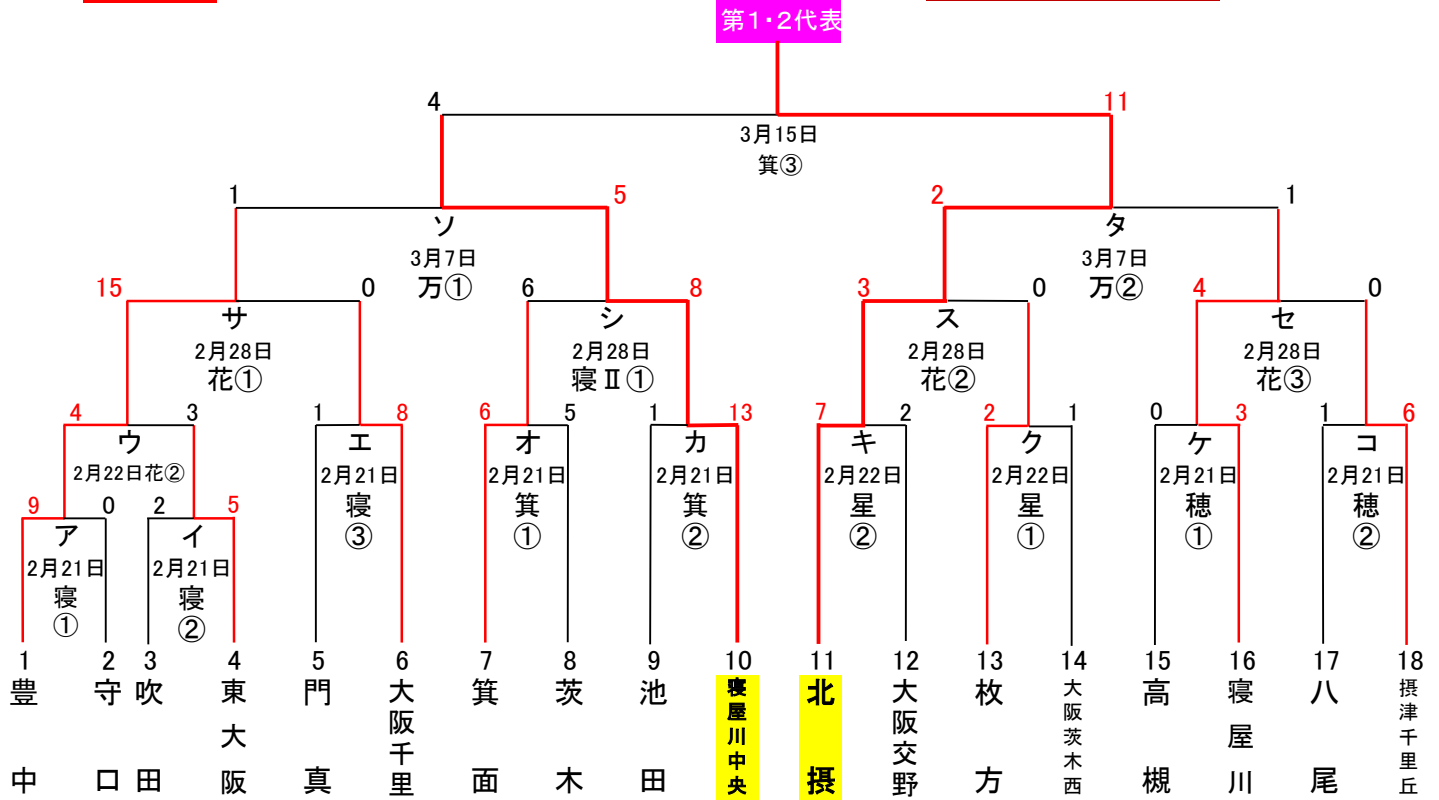 第1・2代表
4 11
3月15日
箕③
1 5 2 1
ソ タ
3月7日 3月7日
万① 万②
15 0 6 8 3 0 4 0
サ シ ス セ
2月28日 2月28日 2月28日 2月28日
花① 寝Ⅱ① 花② 花③
4 3 1 8 6 5 1 13 7 2 2 1 0 3 1 6
ウ エ オ カ キ ク ケ コ
2月22日花② 2月21日 2月21日 2月21日 2月22日 2月22日 2月21日 2月21日
寝 箕 箕 星 星 穂 穂
③ ① ② ② ① ① ②
9 0 2 5
ア イ
2月21日 2月21日
寝 寝
① ②
1 2 3 4 5 6 7 8 9 10 11 12 13 14 15 16 17 18
豊中
守口
吹田
東大阪
門真
大阪千里
箕面
茨木
池田
寝屋川中央
北摂
大阪交野
枚方
大阪茨木西
高槻
寝屋川
八尾
摂津千里丘